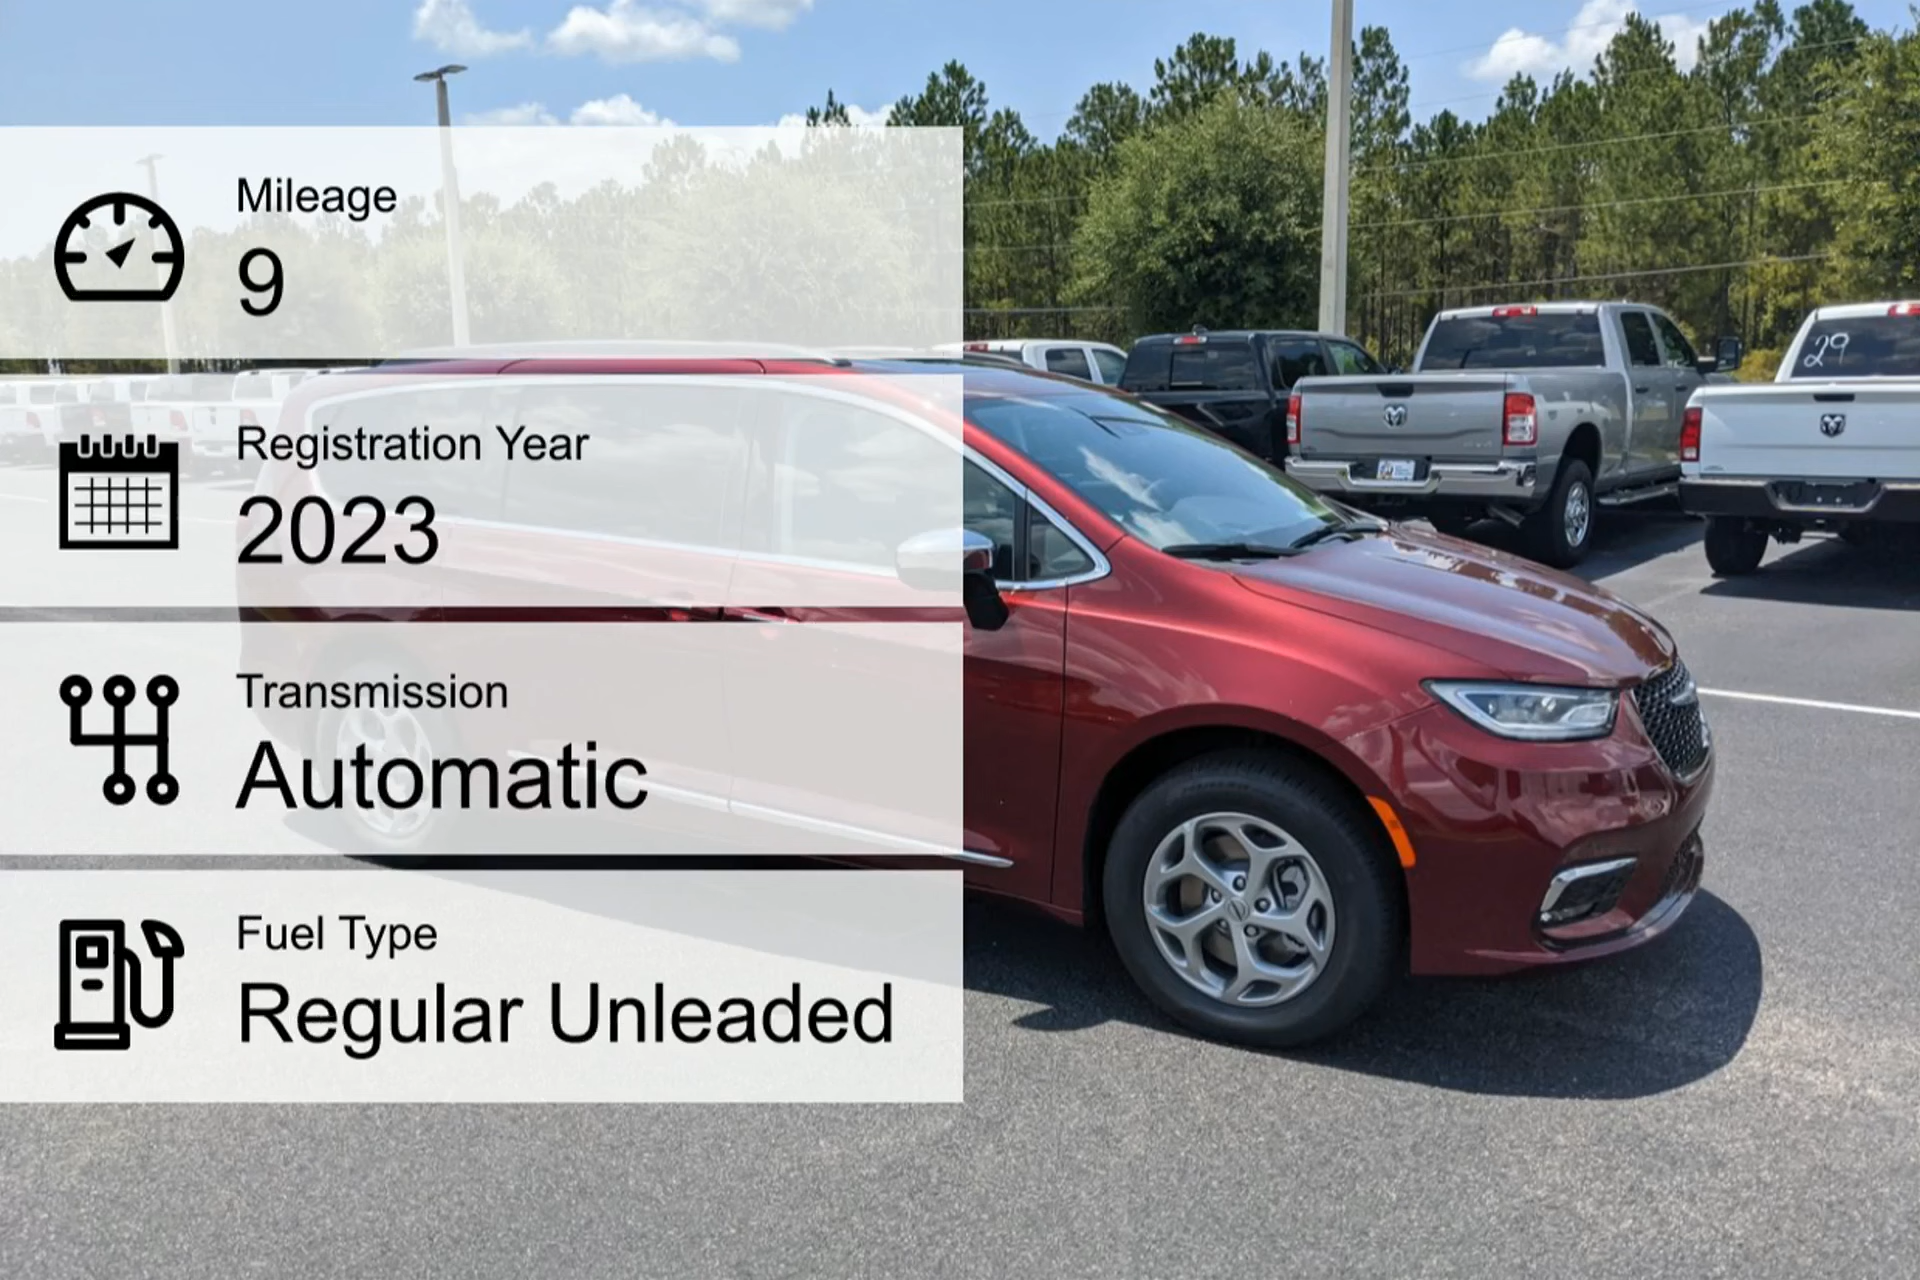 Mileage
9
Registration Year
2023
Transmission
Automatic
Fuel Type
Regular Unleaded
29